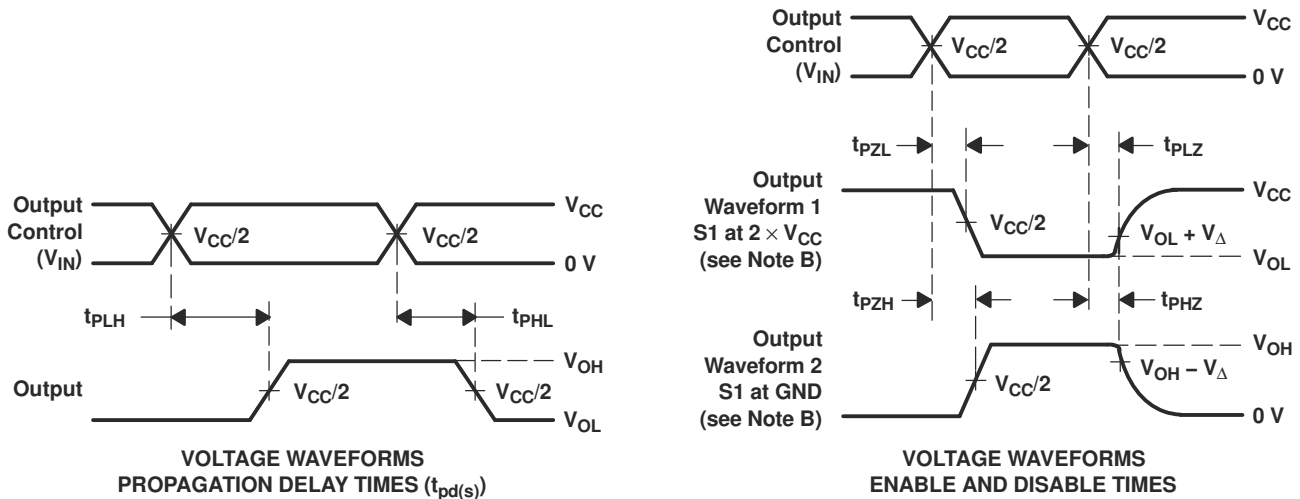 Output
Control
(V_IN)
V_CC/2
V_CC/2
V_CC
0 V
t_PLH
t_PHL
Output
V_CC/2
V_CC/2
V_OH
V_OL
VOLTAGE WAVEFORMS
PROPAGATION DELAY TIMES (t_pd(s))
Output
Control
(V_IN)
V_CC/2
V_CC/2
V_CC
0 V
t_PZL
t_PLZ
Output
Waveform 1
S1 at 2 × V_CC
(see Note B)
V_CC/2
V_CC
V_OL + V_Δ
V_OL
t_PZH
t_PHZ
Output
Waveform 2
S1 at GND
(see Note B)
V_CC/2
V_OH
V_OH − V_Δ
0 V
VOLTAGE WAVEFORMS
ENABLE AND DISABLE TIMES